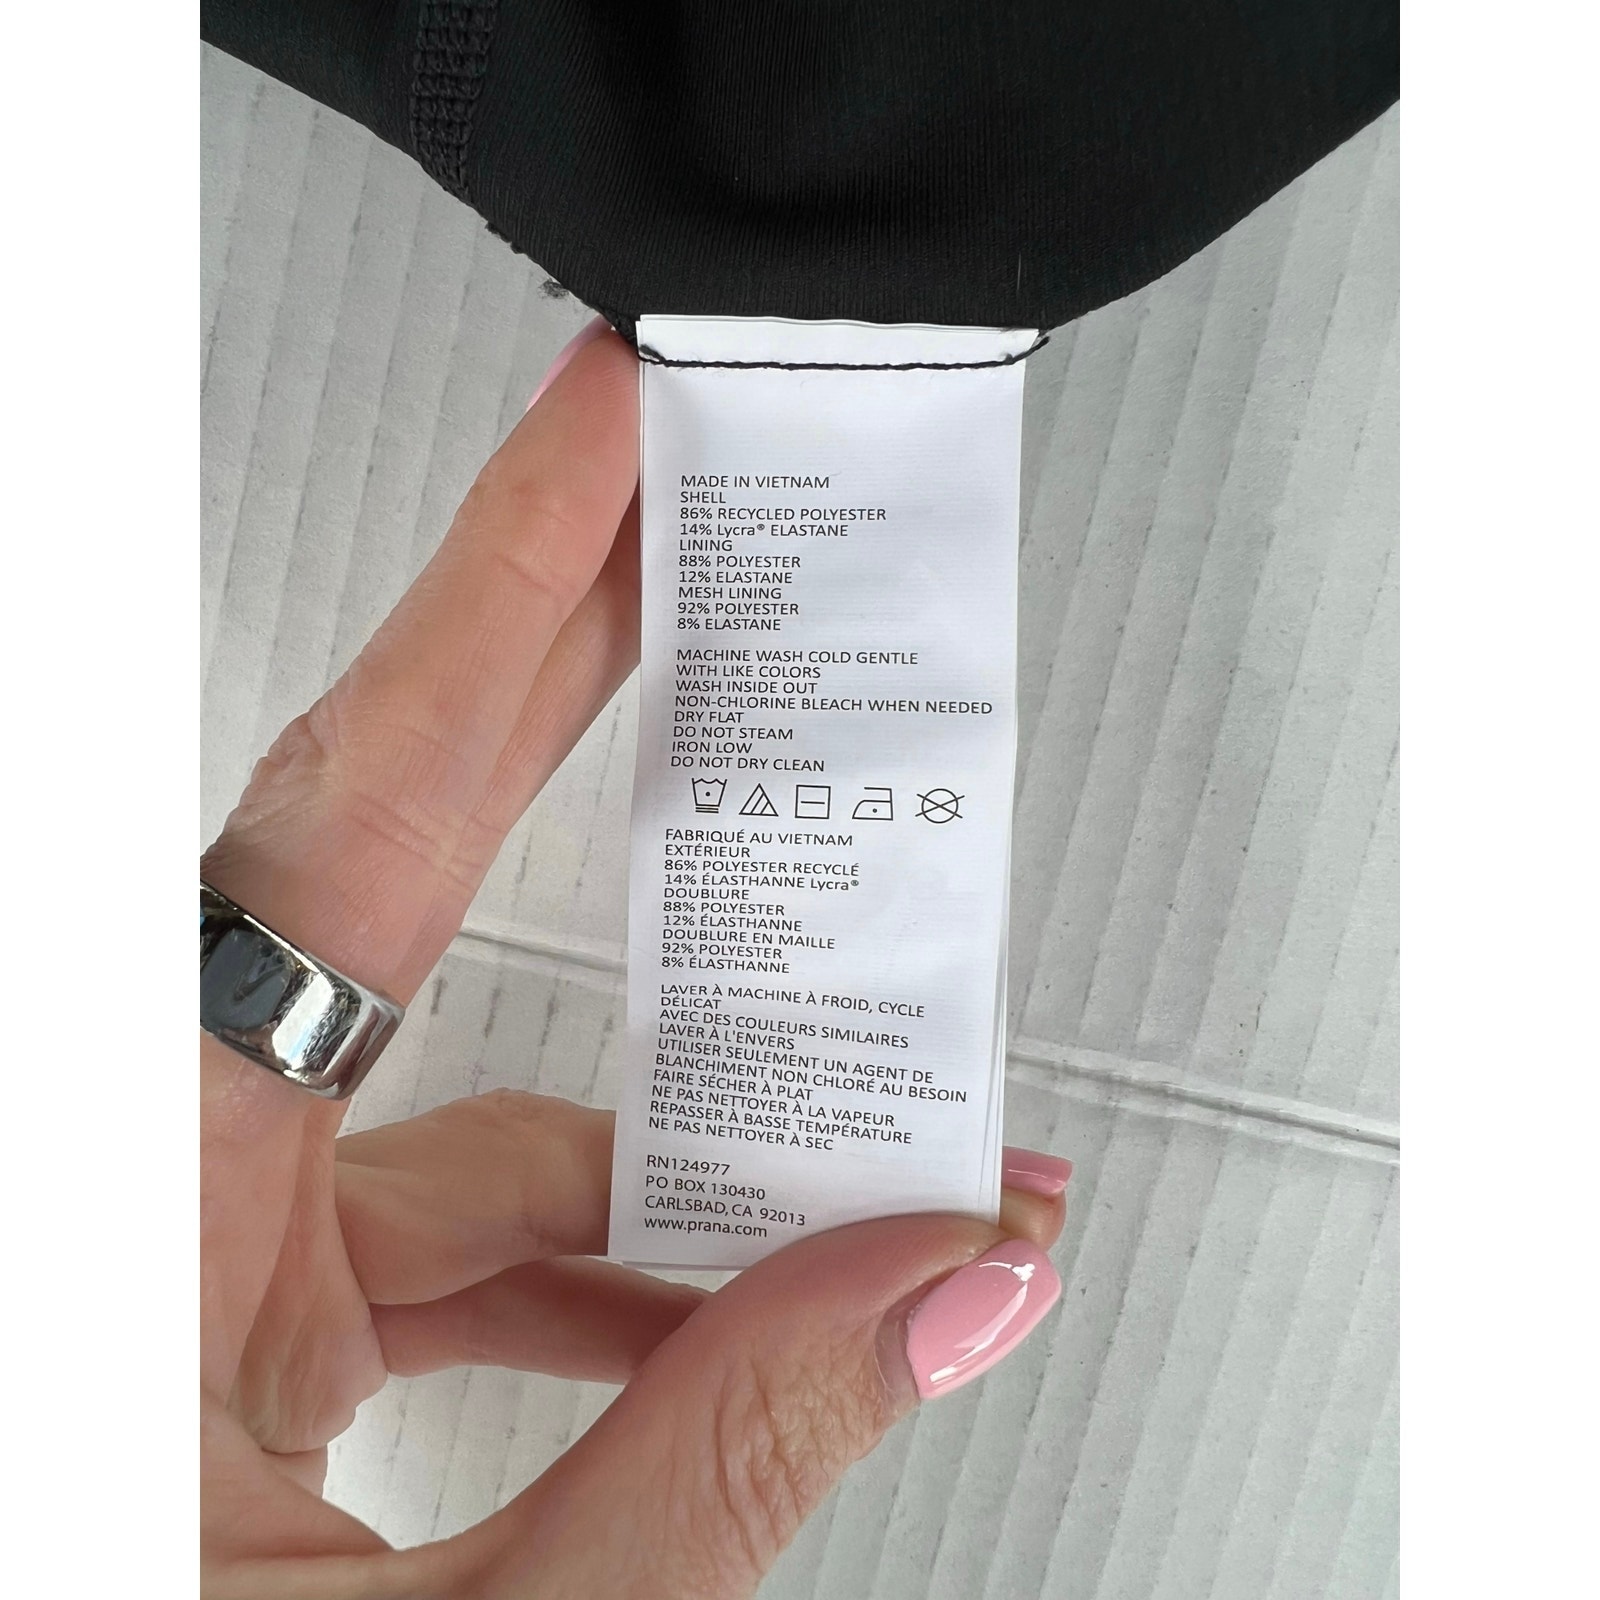 MADE IN VIETNAM
SHELL
86% RECYCLED POLYESTER
14% Lycra® ELASTANE
LINING
88% POLYESTER
12% ELASTANE
MESH LINING
92% POLYESTER
8% ELASTANE
MACHINE WASH COLD GENTLE
WITH LIKE COLORS
WASH INSIDE OUT
NON-CHLORINE BLEACH WHEN NEEDED
DRY FLAT
DO NOT STEAM
IRON LOW
DO NOT DRY CLEAN
FABRIQUÉ AU VIETNAM
EXTÉRIEUR
86% POLYESTER RECYCLÉ
14% ÉLASTHANNE Lycra®
DOUBLURE
88% POLYESTER
12% ÉLASTHANNE
DOUBLURE EN MAILLE
92% POLYESTER
8% ÉLASTHANNE
LAVER À MACHINE À FROID, CYCLE
DÉLICAT
AVEC DES COULEURS SIMILAIRES
LAVER À L'ENVERS
UTILISER SEULEMENT UN AGENT DE
BLANCHIMENT NON CHLORÉ AU BESOIN
FAIRE SÉCHER À PLAT
NE PAS NETTOYER À LA VAPEUR
REPASSER À BASSE TEMPÉRATURE
NE PAS NETTOYER À SEC
RN124977
PO BOX 130430
CARLSBAD, CA 92013
www.prana.com